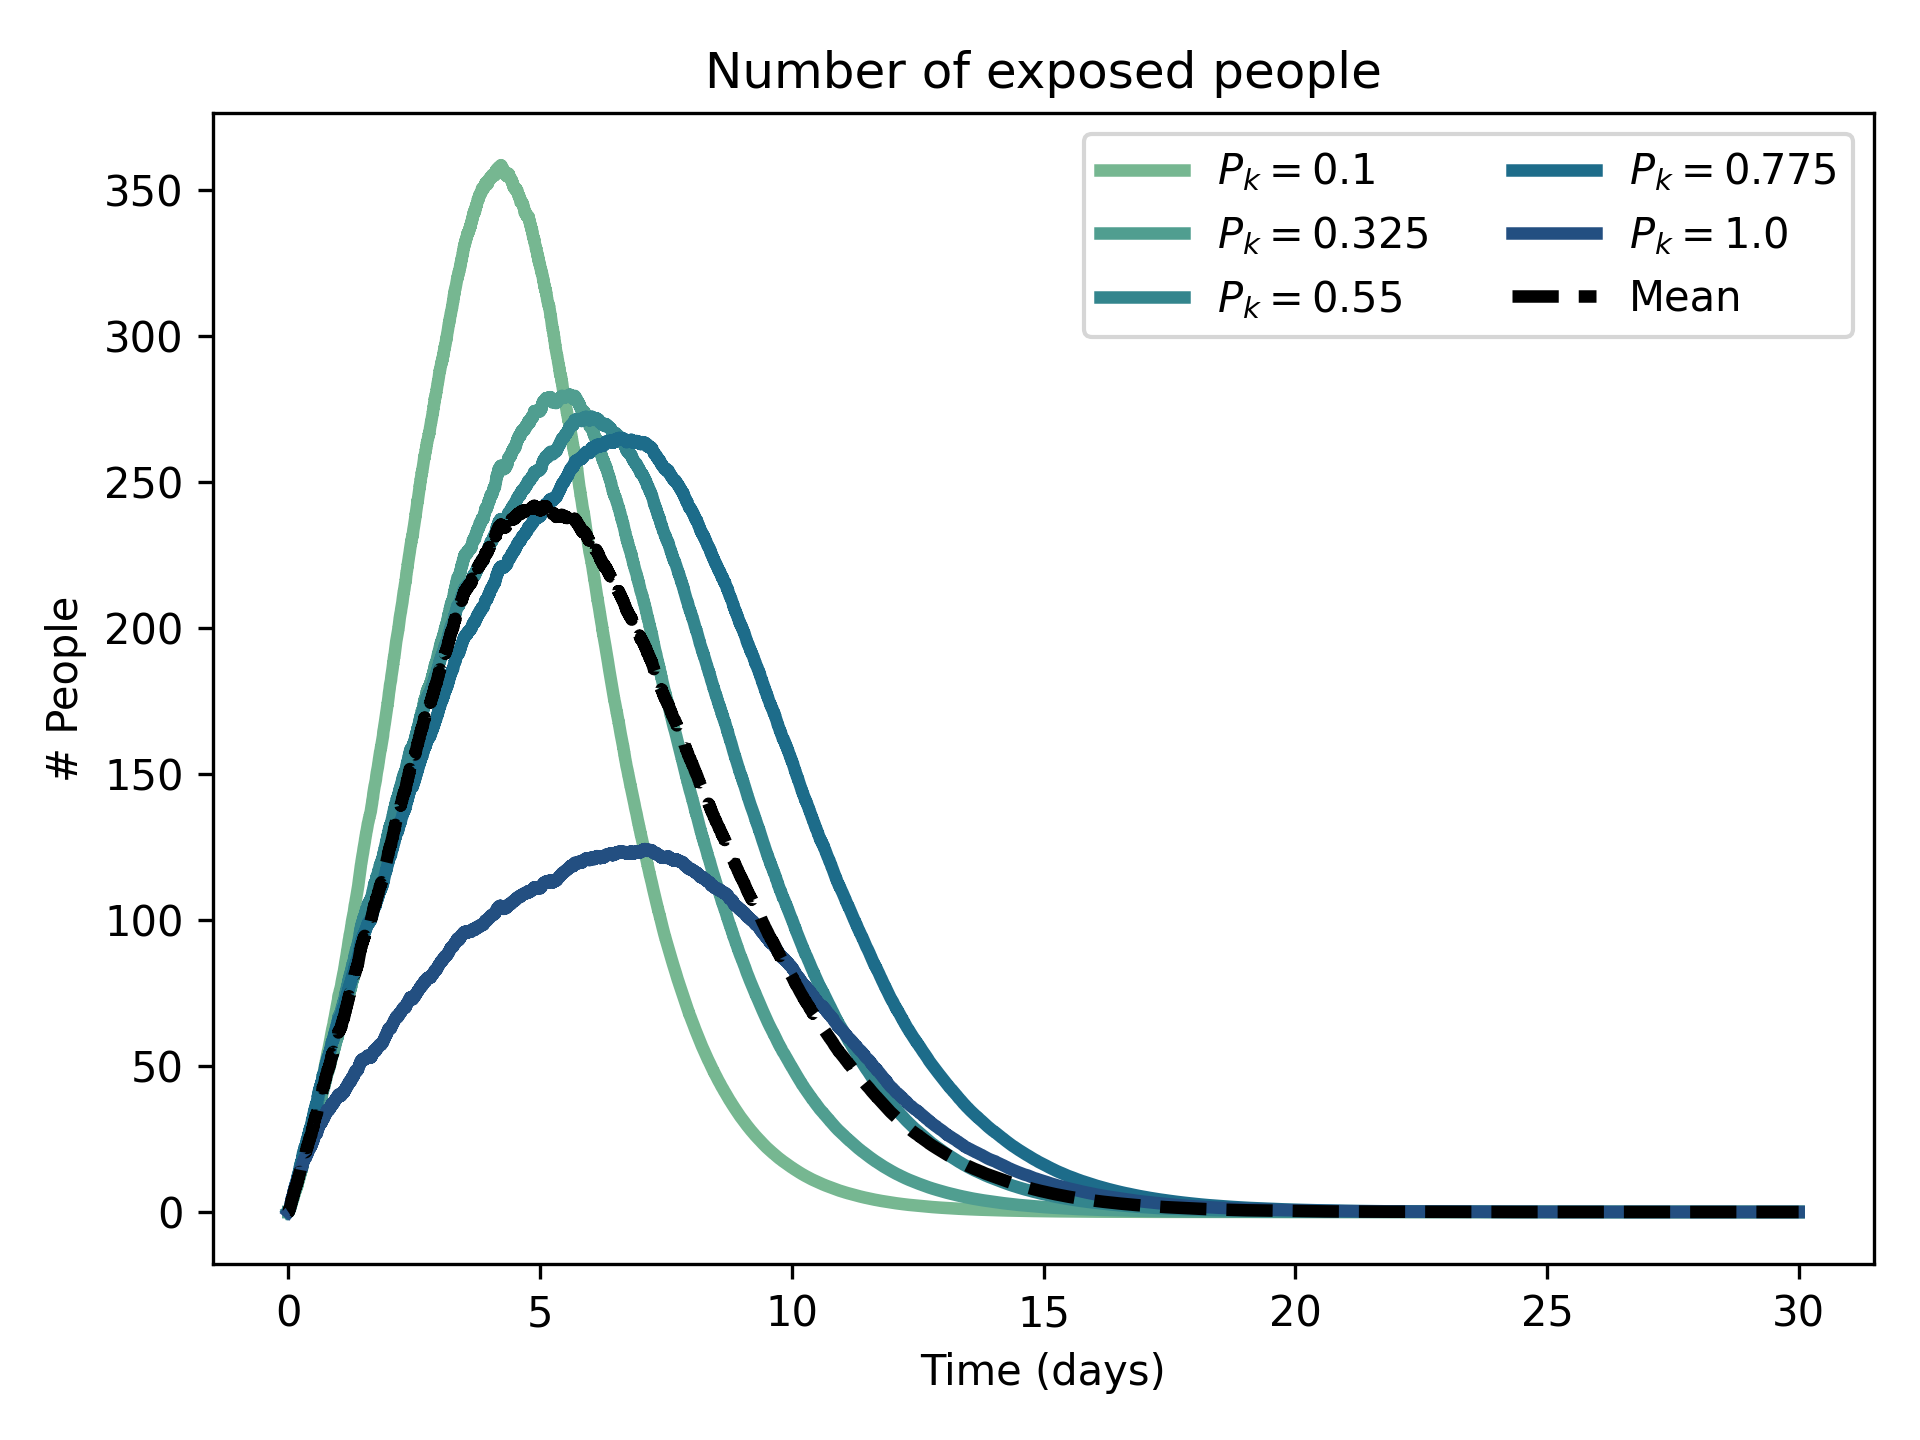 Number of exposed people
P_k = 0.1
P_k = 0.325
P_k = 0.55
P_k = 0.775
P_k = 1.0
Mean
# People
350
300
250
200
150
100
50
0
0 5 10 15 20 25 30
Time (days)